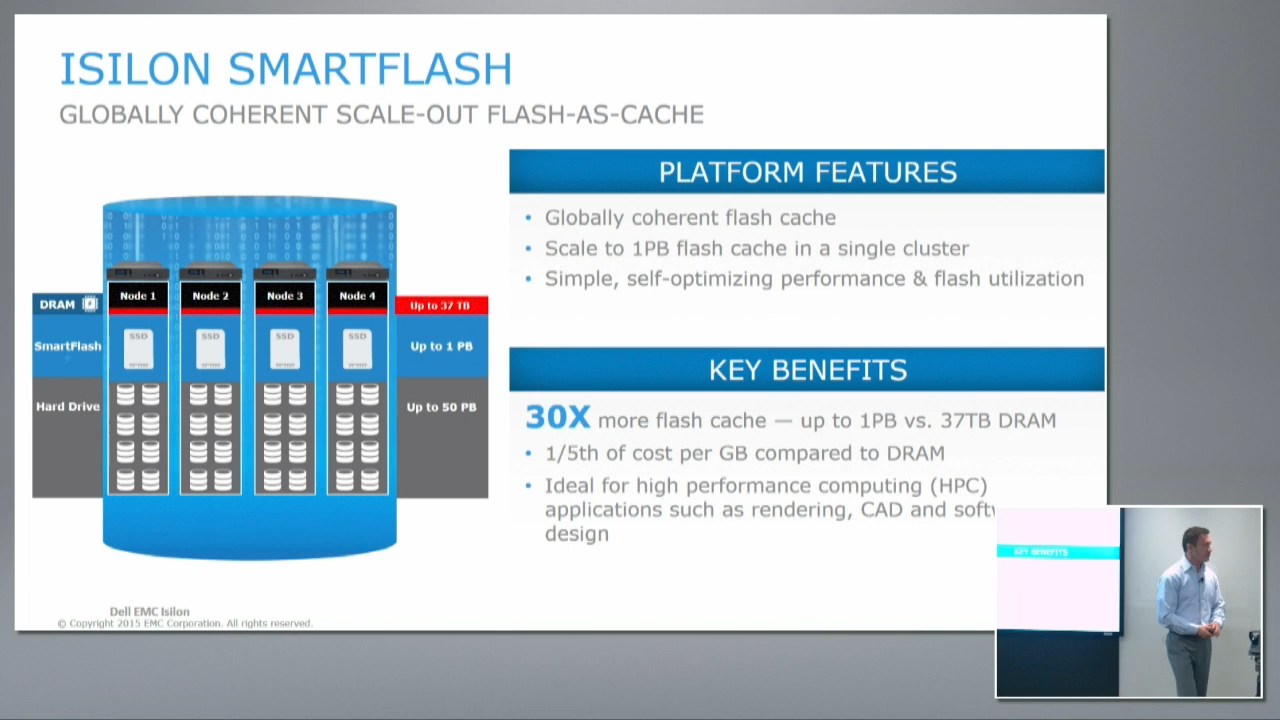 ISILON SMARTFLASH
GLOBALLY COHERENT SCALE-OUT FLASH-AS-CACHE
PLATFORM FEATURES
• Globally coherent flash cache
• Scale to 1PB flash cache in a single cluster
• Simple, self-optimizing performance & flash utilization
Node 1 Node 2 Node 3 Node 4
DRAM Up to 37 TB
SSD SSD SSD SSD
SmartFlash Up to 1 PB
Hard Drive Up to 50 PB
KEY BENEFITS
30X more flash cache — up to 1PB vs. 37TB DRAM
• 1/5th of cost per GB compared to DRAM
• Ideal for high performance computing (HPC)
applications such as rendering, CAD and
design
KEY BENEFITS
Dell EMC Isilon
© Copyright 2015 EMC Corporation. All rights reserved.